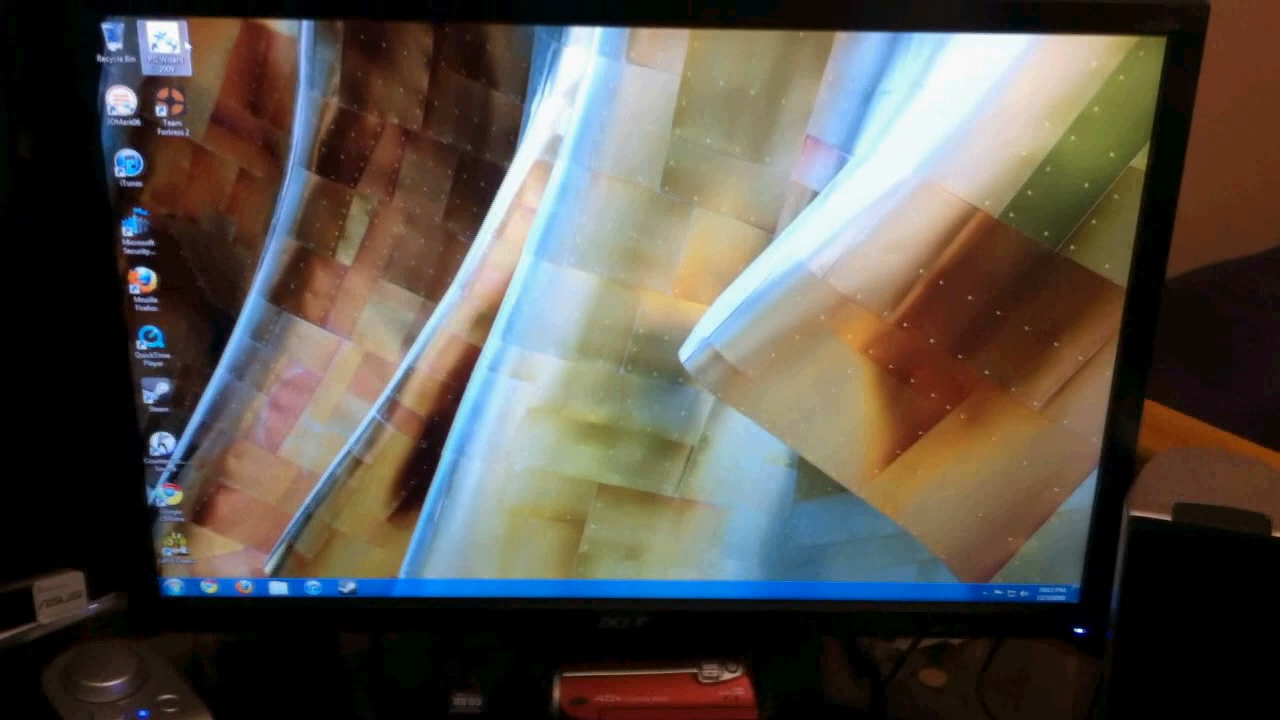 Recycle Bin
PC Wizard
2009
3DMark06
Team
Fortress 2
iTunes
Microsoft
Security...
Mozilla
Firefox
QuickTime
Player
Steam
Google
Chrome
ASUS
acer